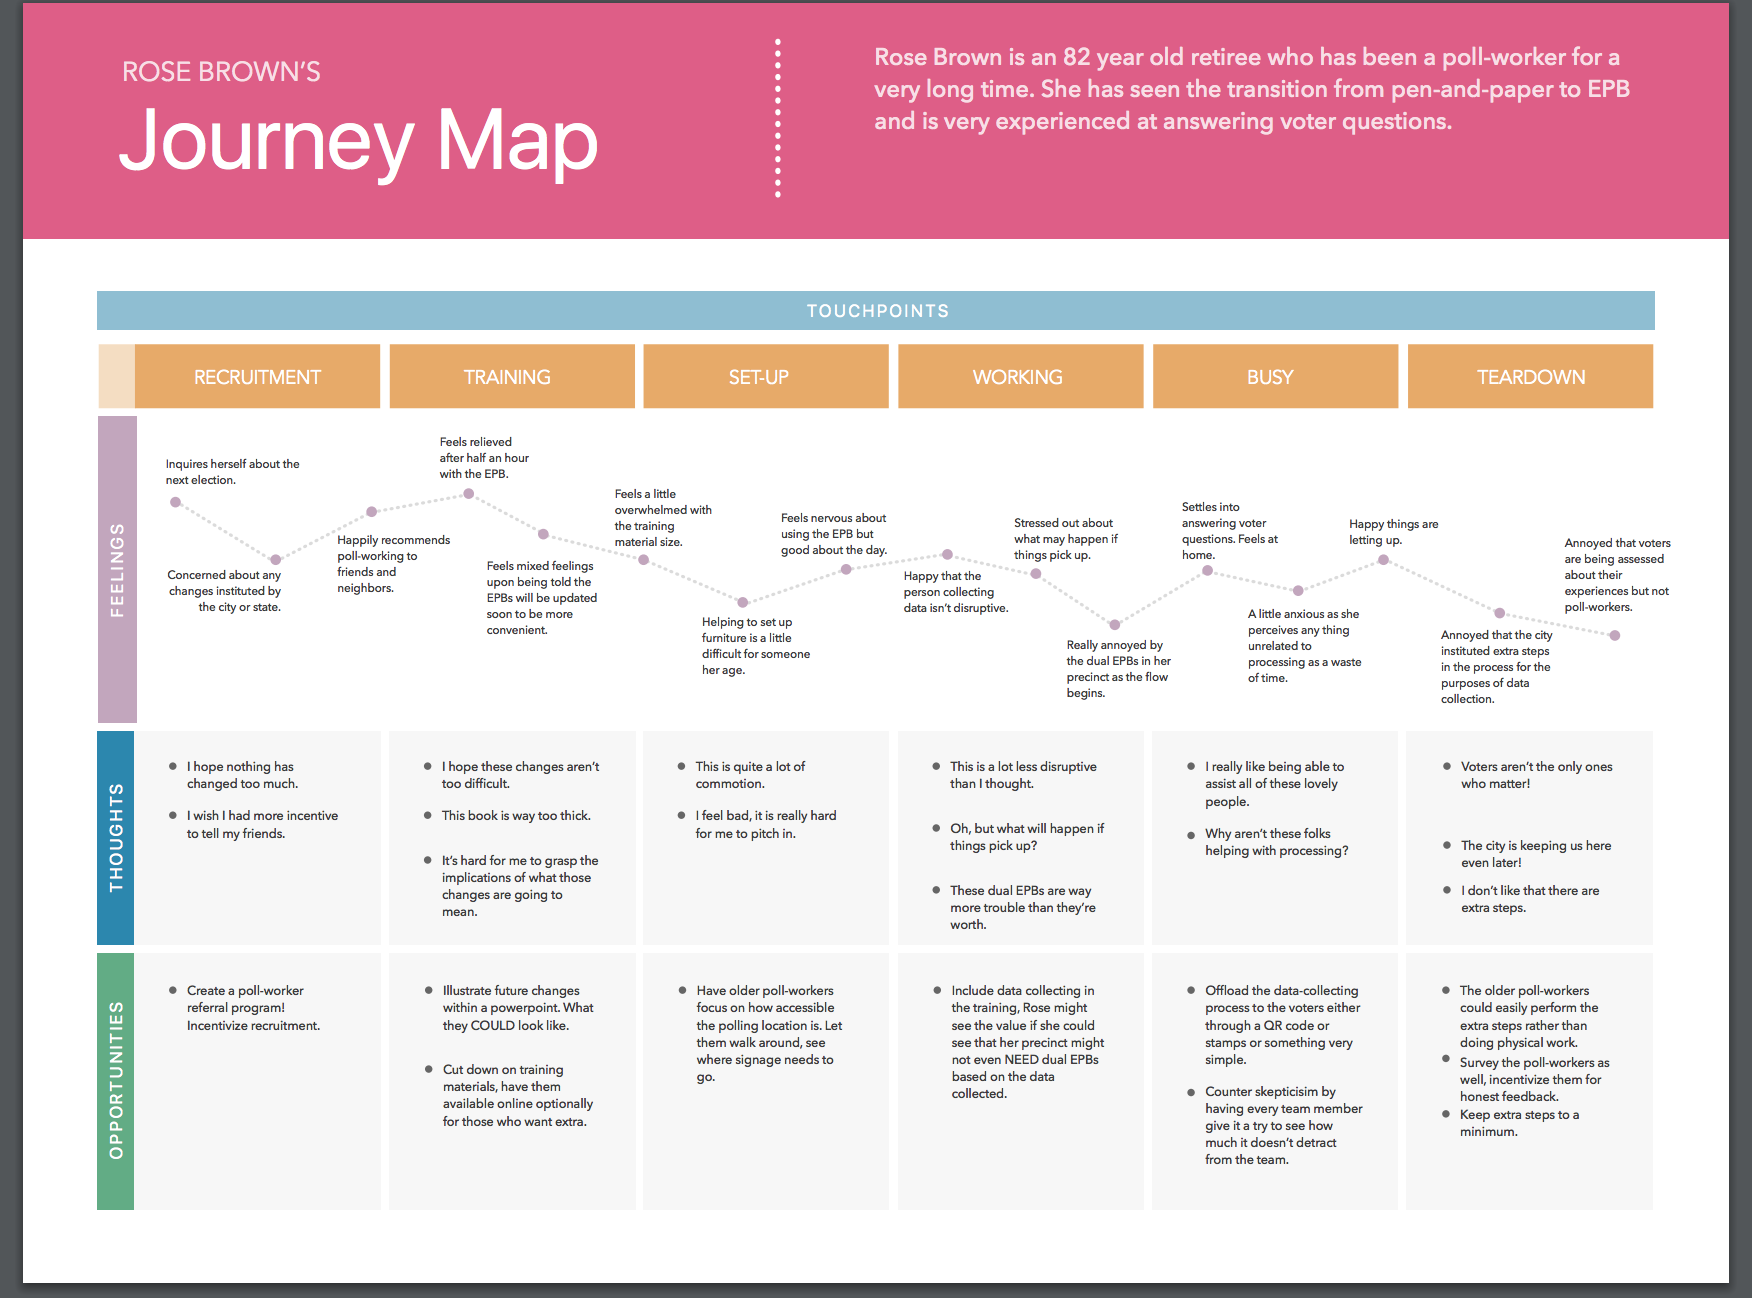 ROSE BROWN'S
Journey Map
Rose Brown is an 82 year old retiree who has been a poll-worker for a
very long time. She has seen the transition from pen-and-paper to EPB
and is very experienced at answering voter questions.
TOUCHPOINTS
RECRUITMENT
TRAINING
SET-UP
WORKING
BUSY
TEARDOWN
FEELINGS
Inquires herself about the
next election.
Concerned about any
changes instituted by
the city or state.
Happily recommends
poll-working to
friends and
neighbors.
Feels relieved
after half an hour
with the EPB.
Feels mixed feelings
upon being told the
EPBs will be updated
soon to be more
convenient.
Feels a little
overwhelmed with
the training
material size.
Helping to set up
furniture is a little
difficult for someone
her age.
Feels nervous about
using the EPB but
good about the day.
Happy that the
person collecting
data isn't disruptive.
Stressed out about
what may happen if
things pick up.
Really annoyed by
the dual EPBs in her
precinct as the flow
begins.
Settles into
answering voter
questions. Feels at
home.
A little anxious as she
perceives any thing
unrelated to
processing as a waste
of time.
Happy things are
letting up.
Annoyed that the city
instituted extra steps
in the process for the
purposes of data
collection.
Annoyed that voters
are being assessed
about their
experiences but not
poll-workers.
THOUGHTS
• I hope nothing has
changed too much.
• I wish I had more incentive
to tell my friends.
• I hope these changes aren't
too difficult.
• This book is way too thick.
• It's hard for me to grasp the
implications of what those
changes are going to
mean.
• This is quite a lot of
commotion.
• I feel bad, it is really hard
for me to pitch in.
• This is a lot less disruptive
than I thought.
• Oh, but what will happen if
things pick up?
• These dual EPBs are way
more trouble than they're
worth.
• I really like being able to
assist all of these lovely
people.
• Why aren't these folks
helping with processing?
• Voters aren't the only ones
who matter!
• The city is keeping us here
even later!
• I don't like that there are
extra steps.
OPPORTUNITIES
• Create a poll-worker
referral program!
Incentivize recruitment.
• Illustrate future changes
within a powerpoint. What
they COULD look like.
• Cut down on training
materials, have them
available online optionally
for those who want extra.
• Have older poll-workers
focus on how accessible
the polling location is. Let
them walk around, see
where signage needs to
go.
• Include data collecting in
the training, Rose might
see the value if she could
see that her precinct might
not even NEED dual EPBs
based on the data
collected.
• Offload the data-collecting
process to the voters either
through a QR code or
stamps or something very
simple.
• Counter skepticisim by
having every team member
give it a try to see how
much it doesn't detract
from the team.
• The older poll-workers
could easily perform the
extra steps rather than
doing physical work.
• Survey the poll-workers as
well, incentivize them for
honest feedback.
• Keep extra steps to a
minimum.